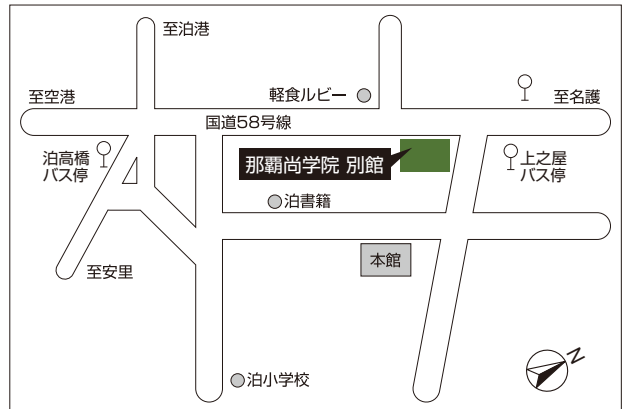 至泊港
至空港
軽食ルビー
至名護
国道58号線
泊高橋
バス停
那覇尚学院 別館
上之屋
バス停
泊書籍
本館
至安里
泊小学校
N